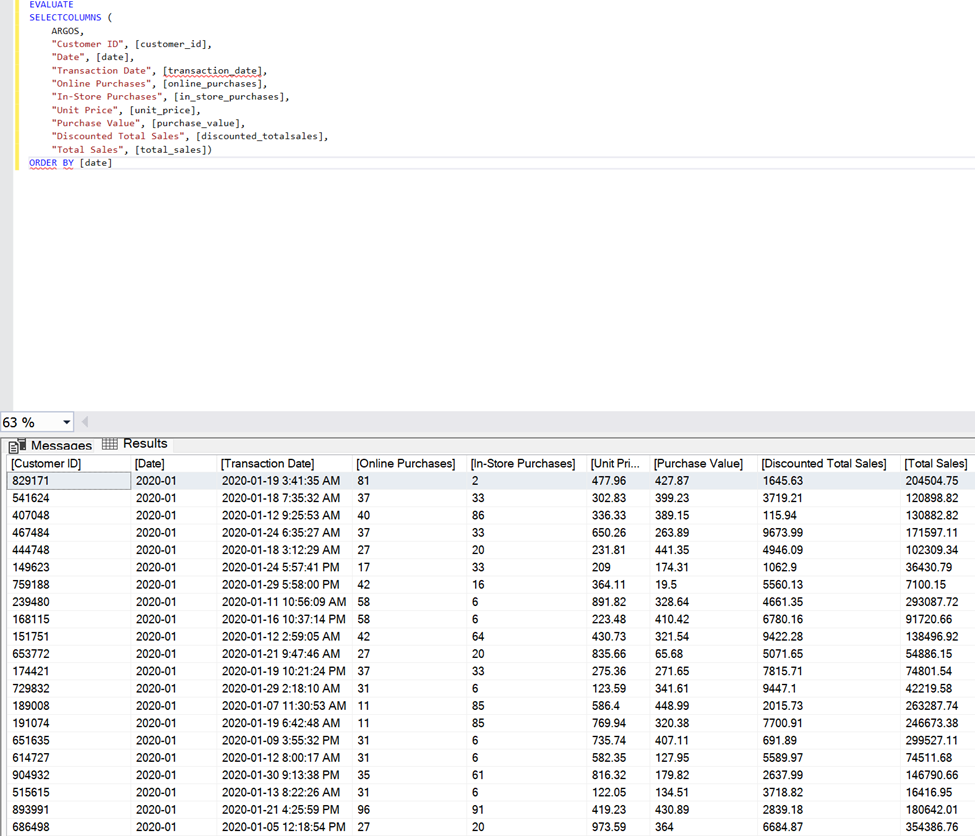 EVALUATE
SELECTCOLUMNS (
ARGOS,
"Customer ID", [customer_id],
"Date", [date],
"Transaction Date", [transaction_date],
"Online Purchases", [online_purchases],
"In-Store Purchases", [in_store_purchases],
"Unit Price", [unit_price],
"Purchase Value", [purchase_value],
"Discounted Total Sales", [discounted_totalsales],
"Total Sales", [total_sales])
ORDER BY [date]
63 %
Messages Results
[Customer ID] [Date] [Transaction Date] [Online Purchases] [In-Store Purchases] [Unit Pri... [Purchase Value] [Discounted Total Sales] [Total Sales]
829171 2020-01 2020-01-19 3:41:35 AM 81 2 477.96 427.87 1645.63 204504.75
541624 2020-01 2020-01-18 7:35:32 AM 37 33 302.83 399.23 3719.21 120898.82
407048 2020-01 2020-01-12 9:25:53 AM 40 86 336.33 389.15 115.94 130882.82
467484 2020-01 2020-01-24 6:35:27 AM 37 33 650.26 263.89 9673.99 171597.11
444748 2020-01 2020-01-18 3:12:29 AM 27 20 231.81 441.35 4946.09 102309.34
149623 2020-01 2020-01-24 5:57:41 PM 17 33 209 174.31 1062.9 36430.79
759188 2020-01 2020-01-29 5:58:00 PM 42 16 364.11 19.5 5560.13 7100.15
239480 2020-01 2020-01-11 10:56:09 AM 58 6 891.82 328.64 4661.35 293087.72
168115 2020-01 2020-01-16 10:37:14 PM 58 6 223.48 410.42 6780.16 91720.66
151751 2020-01 2020-01-12 2:59:05 AM 42 64 430.73 321.54 9422.28 138496.92
653772 2020-01 2020-01-21 9:47:46 AM 27 20 835.66 65.68 5071.65 54886.15
174421 2020-01 2020-01-19 10:21:24 PM 37 33 275.36 271.65 7815.71 74801.54
729832 2020-01 2020-01-29 2:18:10 AM 31 6 123.59 341.61 9447.1 42219.58
189008 2020-01 2020-01-07 11:30:53 AM 11 85 586.4 448.99 2015.73 263287.74
191074 2020-01 2020-01-19 6:42:48 AM 11 85 769.94 320.38 7700.91 246673.38
651635 2020-01 2020-01-09 3:55:32 PM 31 6 735.74 407.11 691.89 299527.11
614727 2020-01 2020-01-12 8:00:17 AM 31 6 582.35 127.95 5589.97 74511.68
904932 2020-01 2020-01-30 9:13:38 PM 35 61 816.32 179.82 2637.99 146790.66
515615 2020-01 2020-01-13 8:22:26 AM 31 6 122.05 134.51 3718.82 16416.95
893991 2020-01 2020-01-21 4:25:59 PM 96 91 419.23 430.89 2839.18 180642.01
686498 2020-01 2020-01-05 12:18:54 PM 27 20 973.59 364 6684.87 354386.76